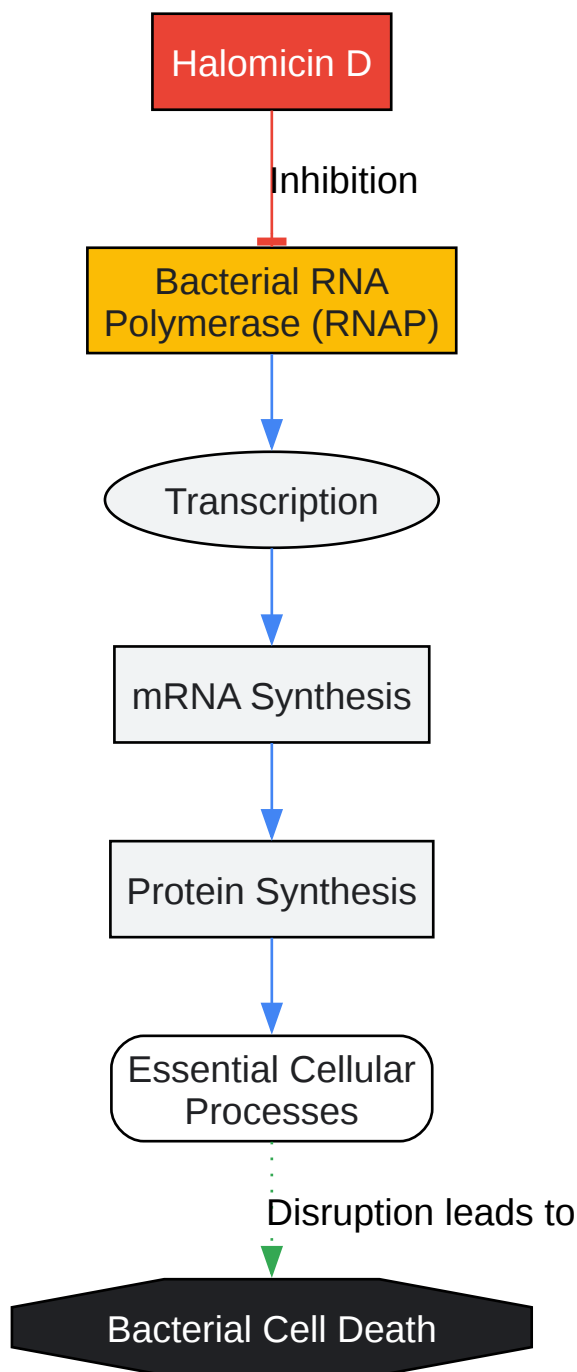 Halomicin D
Inhibition
Bacterial RNA
Polymerase (RNAP)
Transcription
mRNA Synthesis
Protein Synthesis
Essential Cellular
Processes
Disruption leads to
Bacterial Cell Death